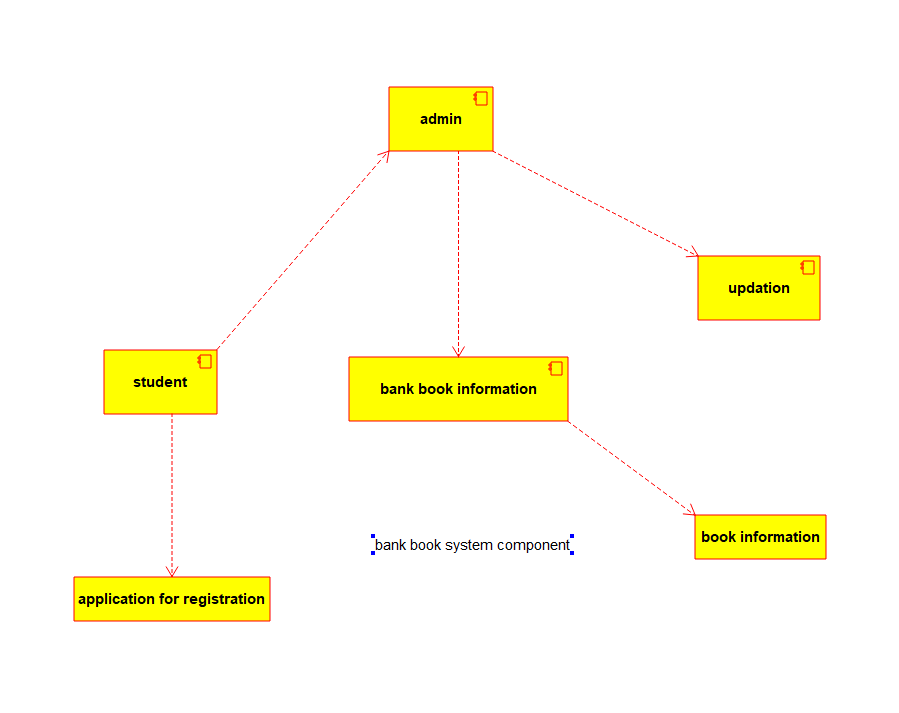 admin
updation
student
bank book information
book information
bank book system component
application for registration